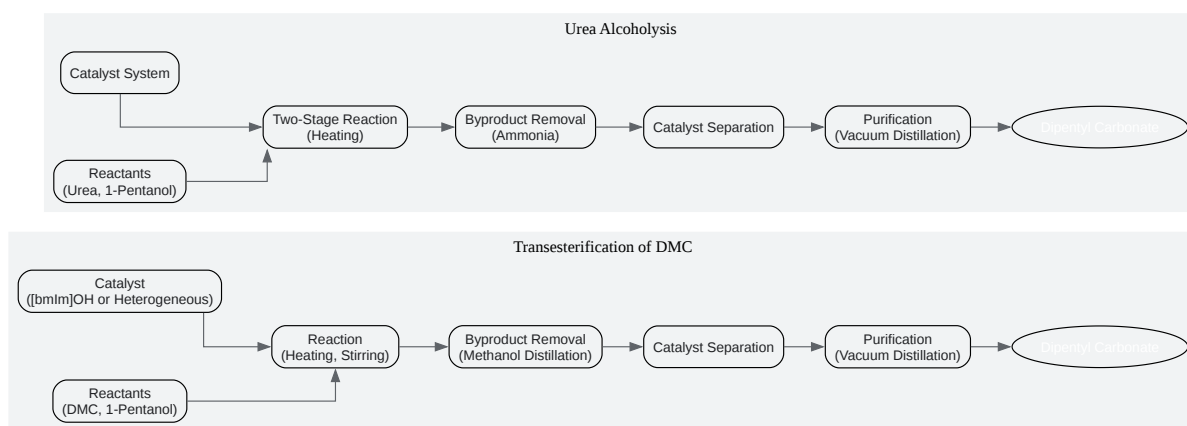 Urea Alcoholysis
Catalyst System
Two-Stage Reaction
(Heating)
Byproduct Removal
(Ammonia)
Catalyst Separation
Purification
(Vacuum Distillation)
Dipentyl Carbonate
Reactants
(Urea, 1-Pentanol)
Transesterification of DMC
Catalyst
([bmIm]OH or Heterogeneous)
Reaction
(Heating, Stirring)
Byproduct Removal
(Methanol Distillation)
Catalyst Separation
Purification
(Vacuum Distillation)
Dipentyl Carbonate
Reactants
(DMC, 1-Pentanol)